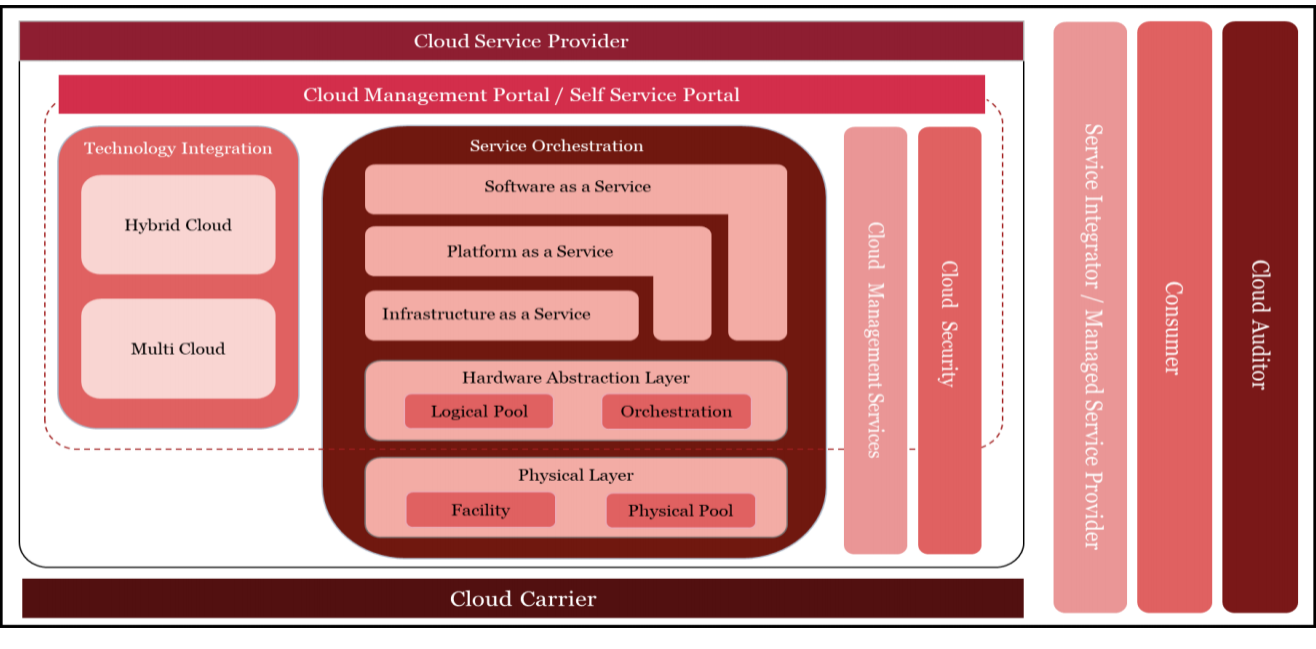 Cloud Service Provider
Cloud Management Portal / Self Service Portal
Technology Integration
Hybrid Cloud
Multi Cloud
Service Orchestration
Software as a Service
Platform as a Service
Infrastructure as a Service
Hardware Abstraction Layer
Logical Pool
Orchestration
Physical Layer
Facility
Physical Pool
Cloud Management Services
Cloud Security
Cloud Carrier
Service Integrator / Managed Service Provider
Consumer
Cloud Auditor